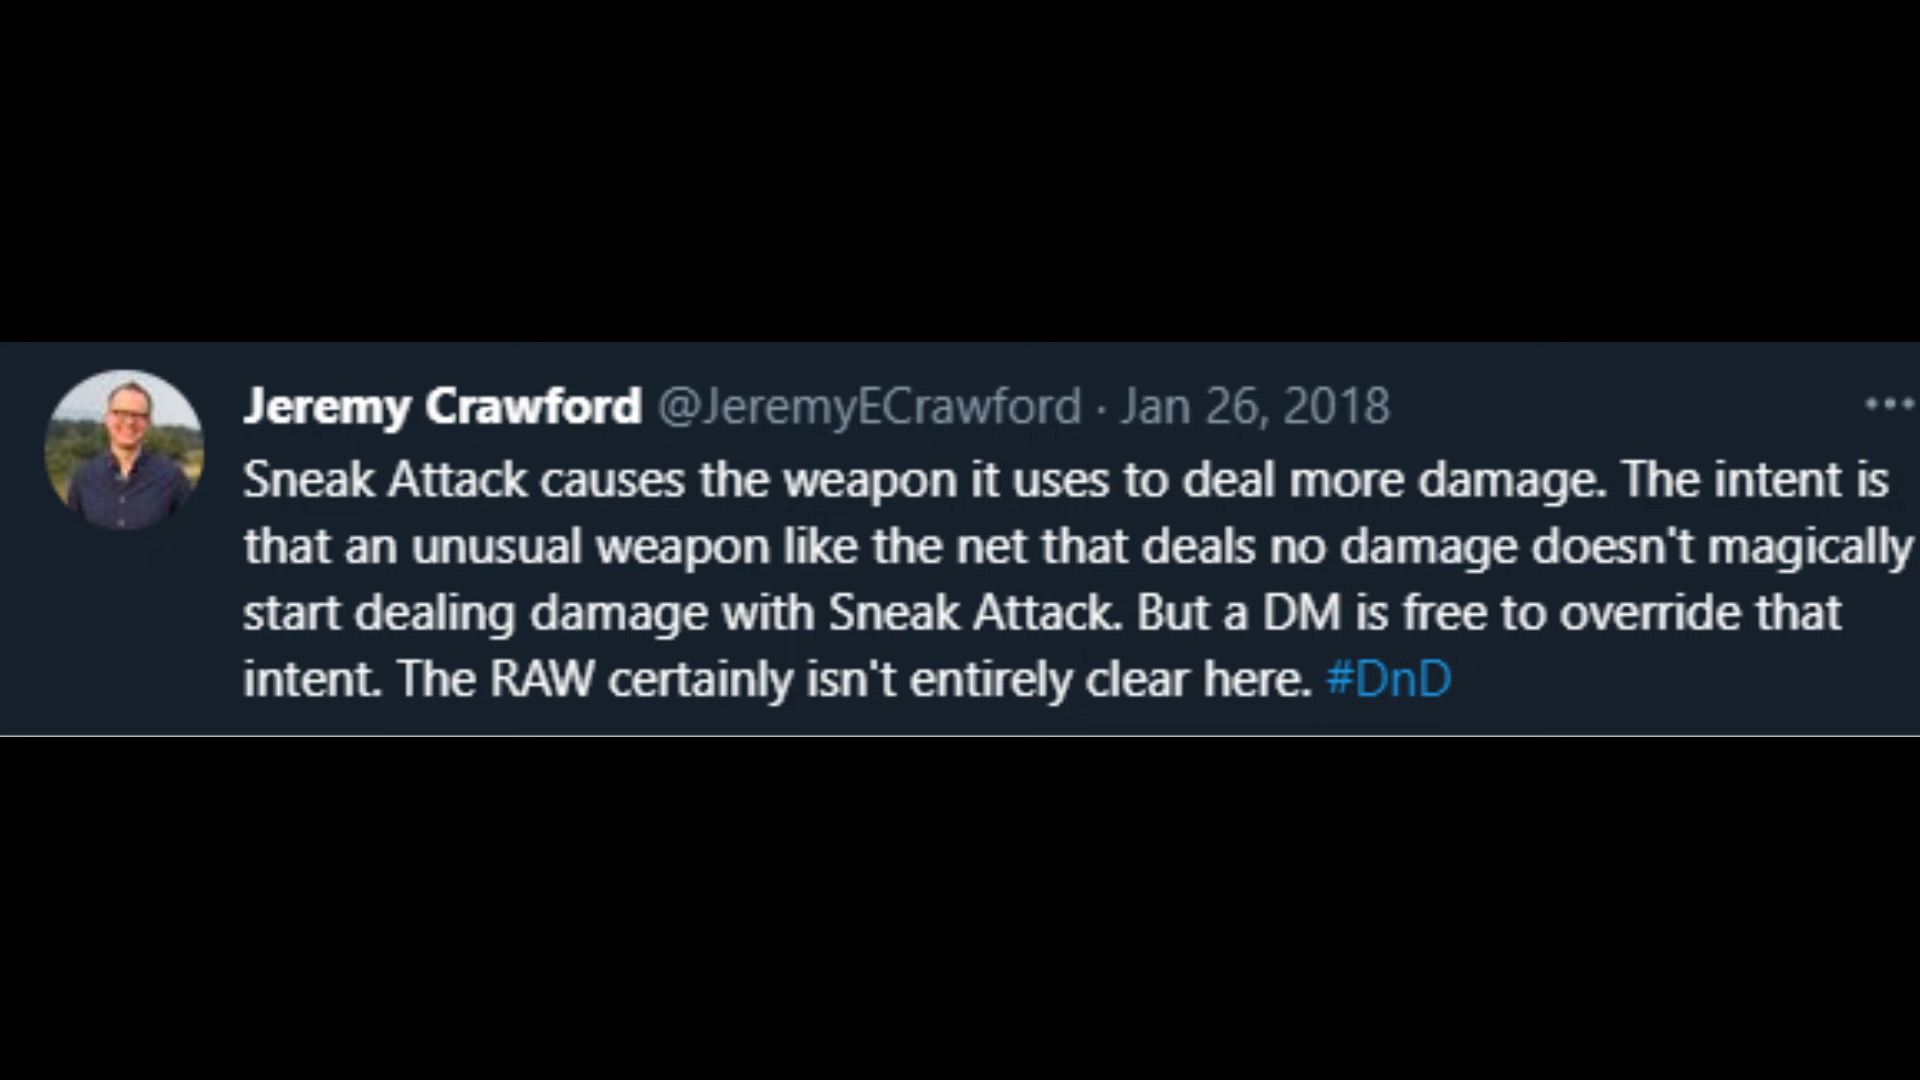 Jeremy Crawford @JeremyECrawford · Jan 26, 2018
Sneak Attack causes the weapon it uses to deal more damage. The intent is
that an unusual weapon like the net that deals no damage doesn't magically
start dealing damage with Sneak Attack. But a DM is free to override that
intent. The RAW certainly isn't entirely clear here. #DnD